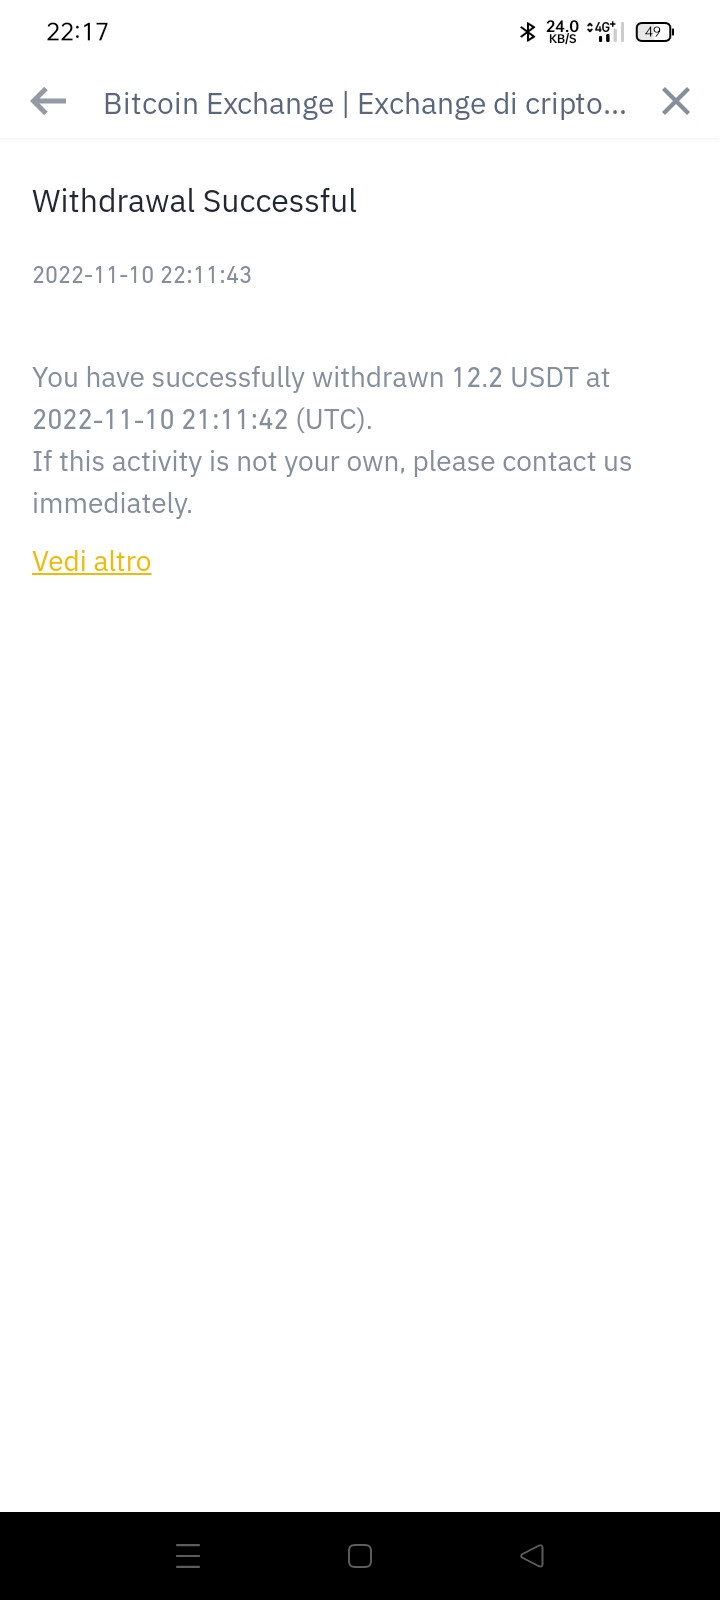 22:17 24.0 KB/S 4G+ 49
Bitcoin Exchange | Exchange di cripto...
Withdrawal Successful
2022-11-10 22:11:43
You have successfully withdrawn 12.2 USDT at
2022-11-10 21:11:42 (UTC).
If this activity is not your own, please contact us
immediately.
Vedi altro